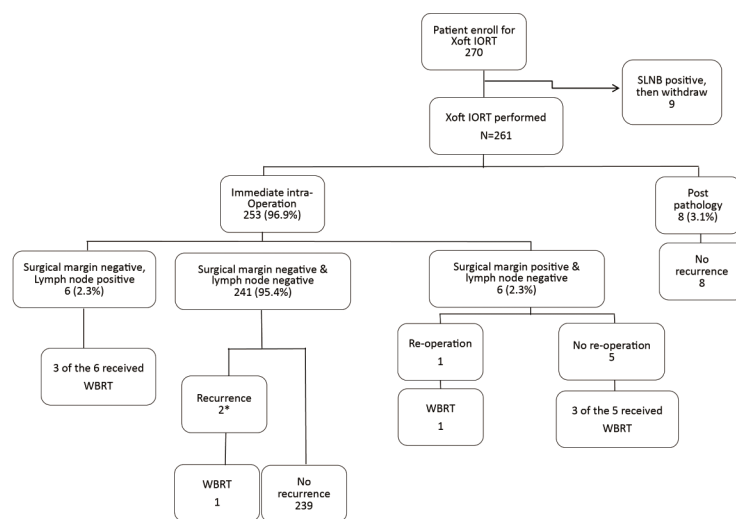 Patient enroll for
Xoft IORT
270
SLNB positive,
then withdraw
9
Xoft IORT performed
N=261
Immediate intra-
Operation
253 (96.9%)
Post
pathology
8 (3.1%)
Surgical margin negative,
Lymph node positive
6 (2.3%)
Surgical margin negative &
lymph node negative
241 (95.4%)
Surgical margin positive &
lymph node negative
6 (2.3%)
No
recurrence
8
3 of the 6 received
WBRT
Recurrence
2*
Re-operation
1
No re-operation
5
WBRT
1
3 of the 5 received
WBRT
WBRT
1
No
recurrence
239